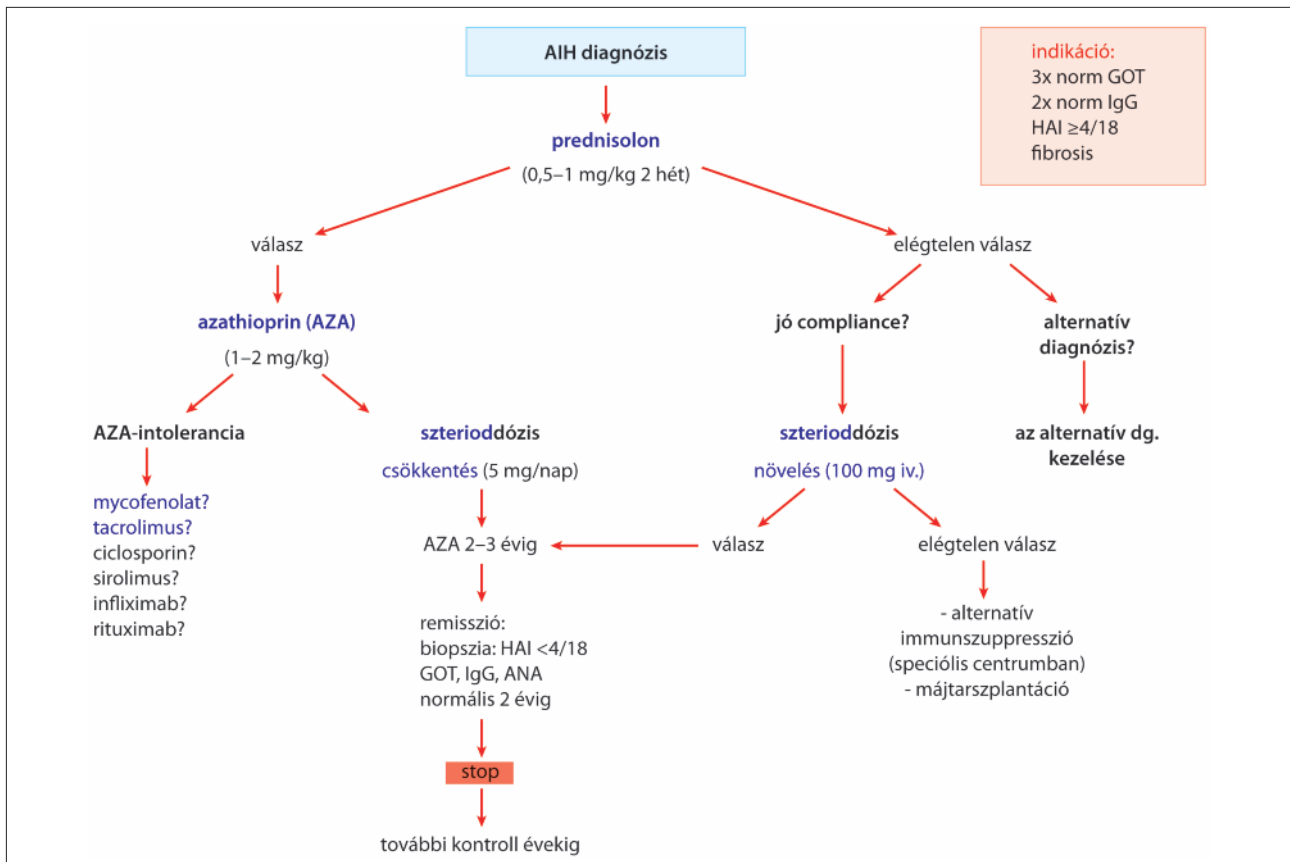 AIH diagnózis
indikáció:
3x norm GOT
2x norm IgG
HAI ≥4/18
fibrosis
prednisolon
(0,5–1 mg/kg 2 hét)
válasz
elégtelen válasz
azathioprin (AZA)
(1–2 mg/kg)
jó compliance?
alternatív
diagnózis?
AZA-intolerancia
szterioddózis
csökkentés (5 mg/nap)
szterioddózis
növelés (100 mg iv.)
az alternatív dg.
kezelése
mycofenolat?
tacrolimus?
ciclosporin?
sirolimus?
infliximab?
rituximab?
AZA 2–3 évig
válasz
elégtelen válasz
remisszió:
biopszia: HAI <4/18
GOT, IgG, ANA
normális 2 évig
- alternatív
immunszuppresszió
(speciólis centrumban)
- májtarszplantáció
stop
további kontroll évekig